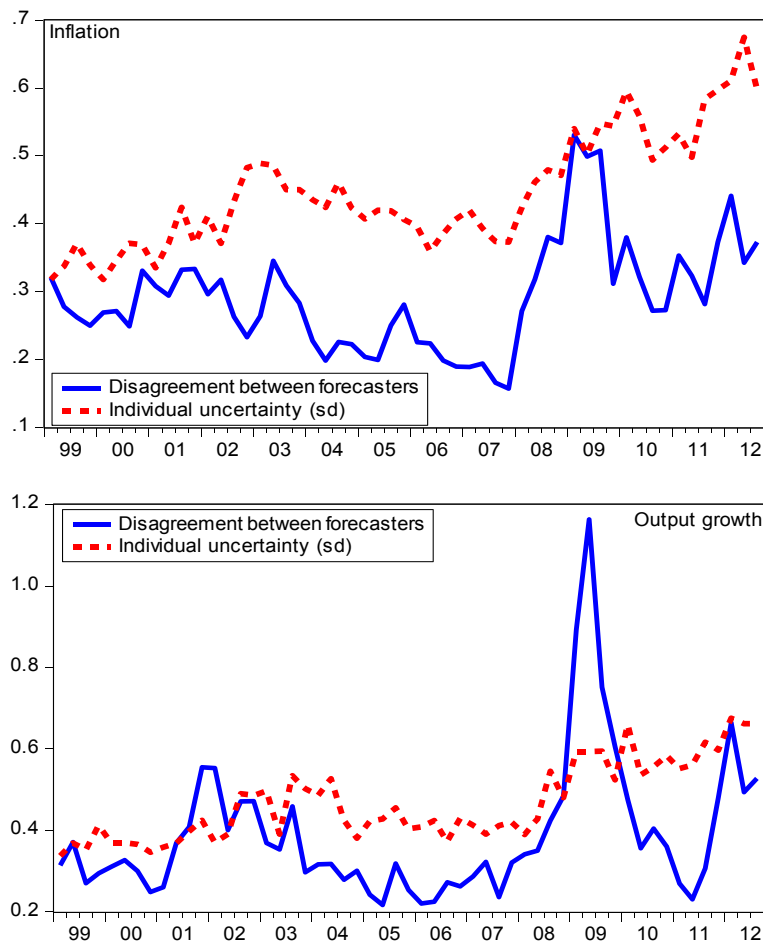 .7
Inflation
.6
.5
.4
.3
.2
Disagreement between forecasters
Individual uncertainty (sd)
.1
99 00 01 02 03 04 05 06 07 08 09 10 11 12
1.2
Disagreement between forecasters
Output growth
Individual uncertainty (sd)
1.0
0.8
0.6
0.4
0.2
99 00 01 02 03 04 05 06 07 08 09 10 11 12